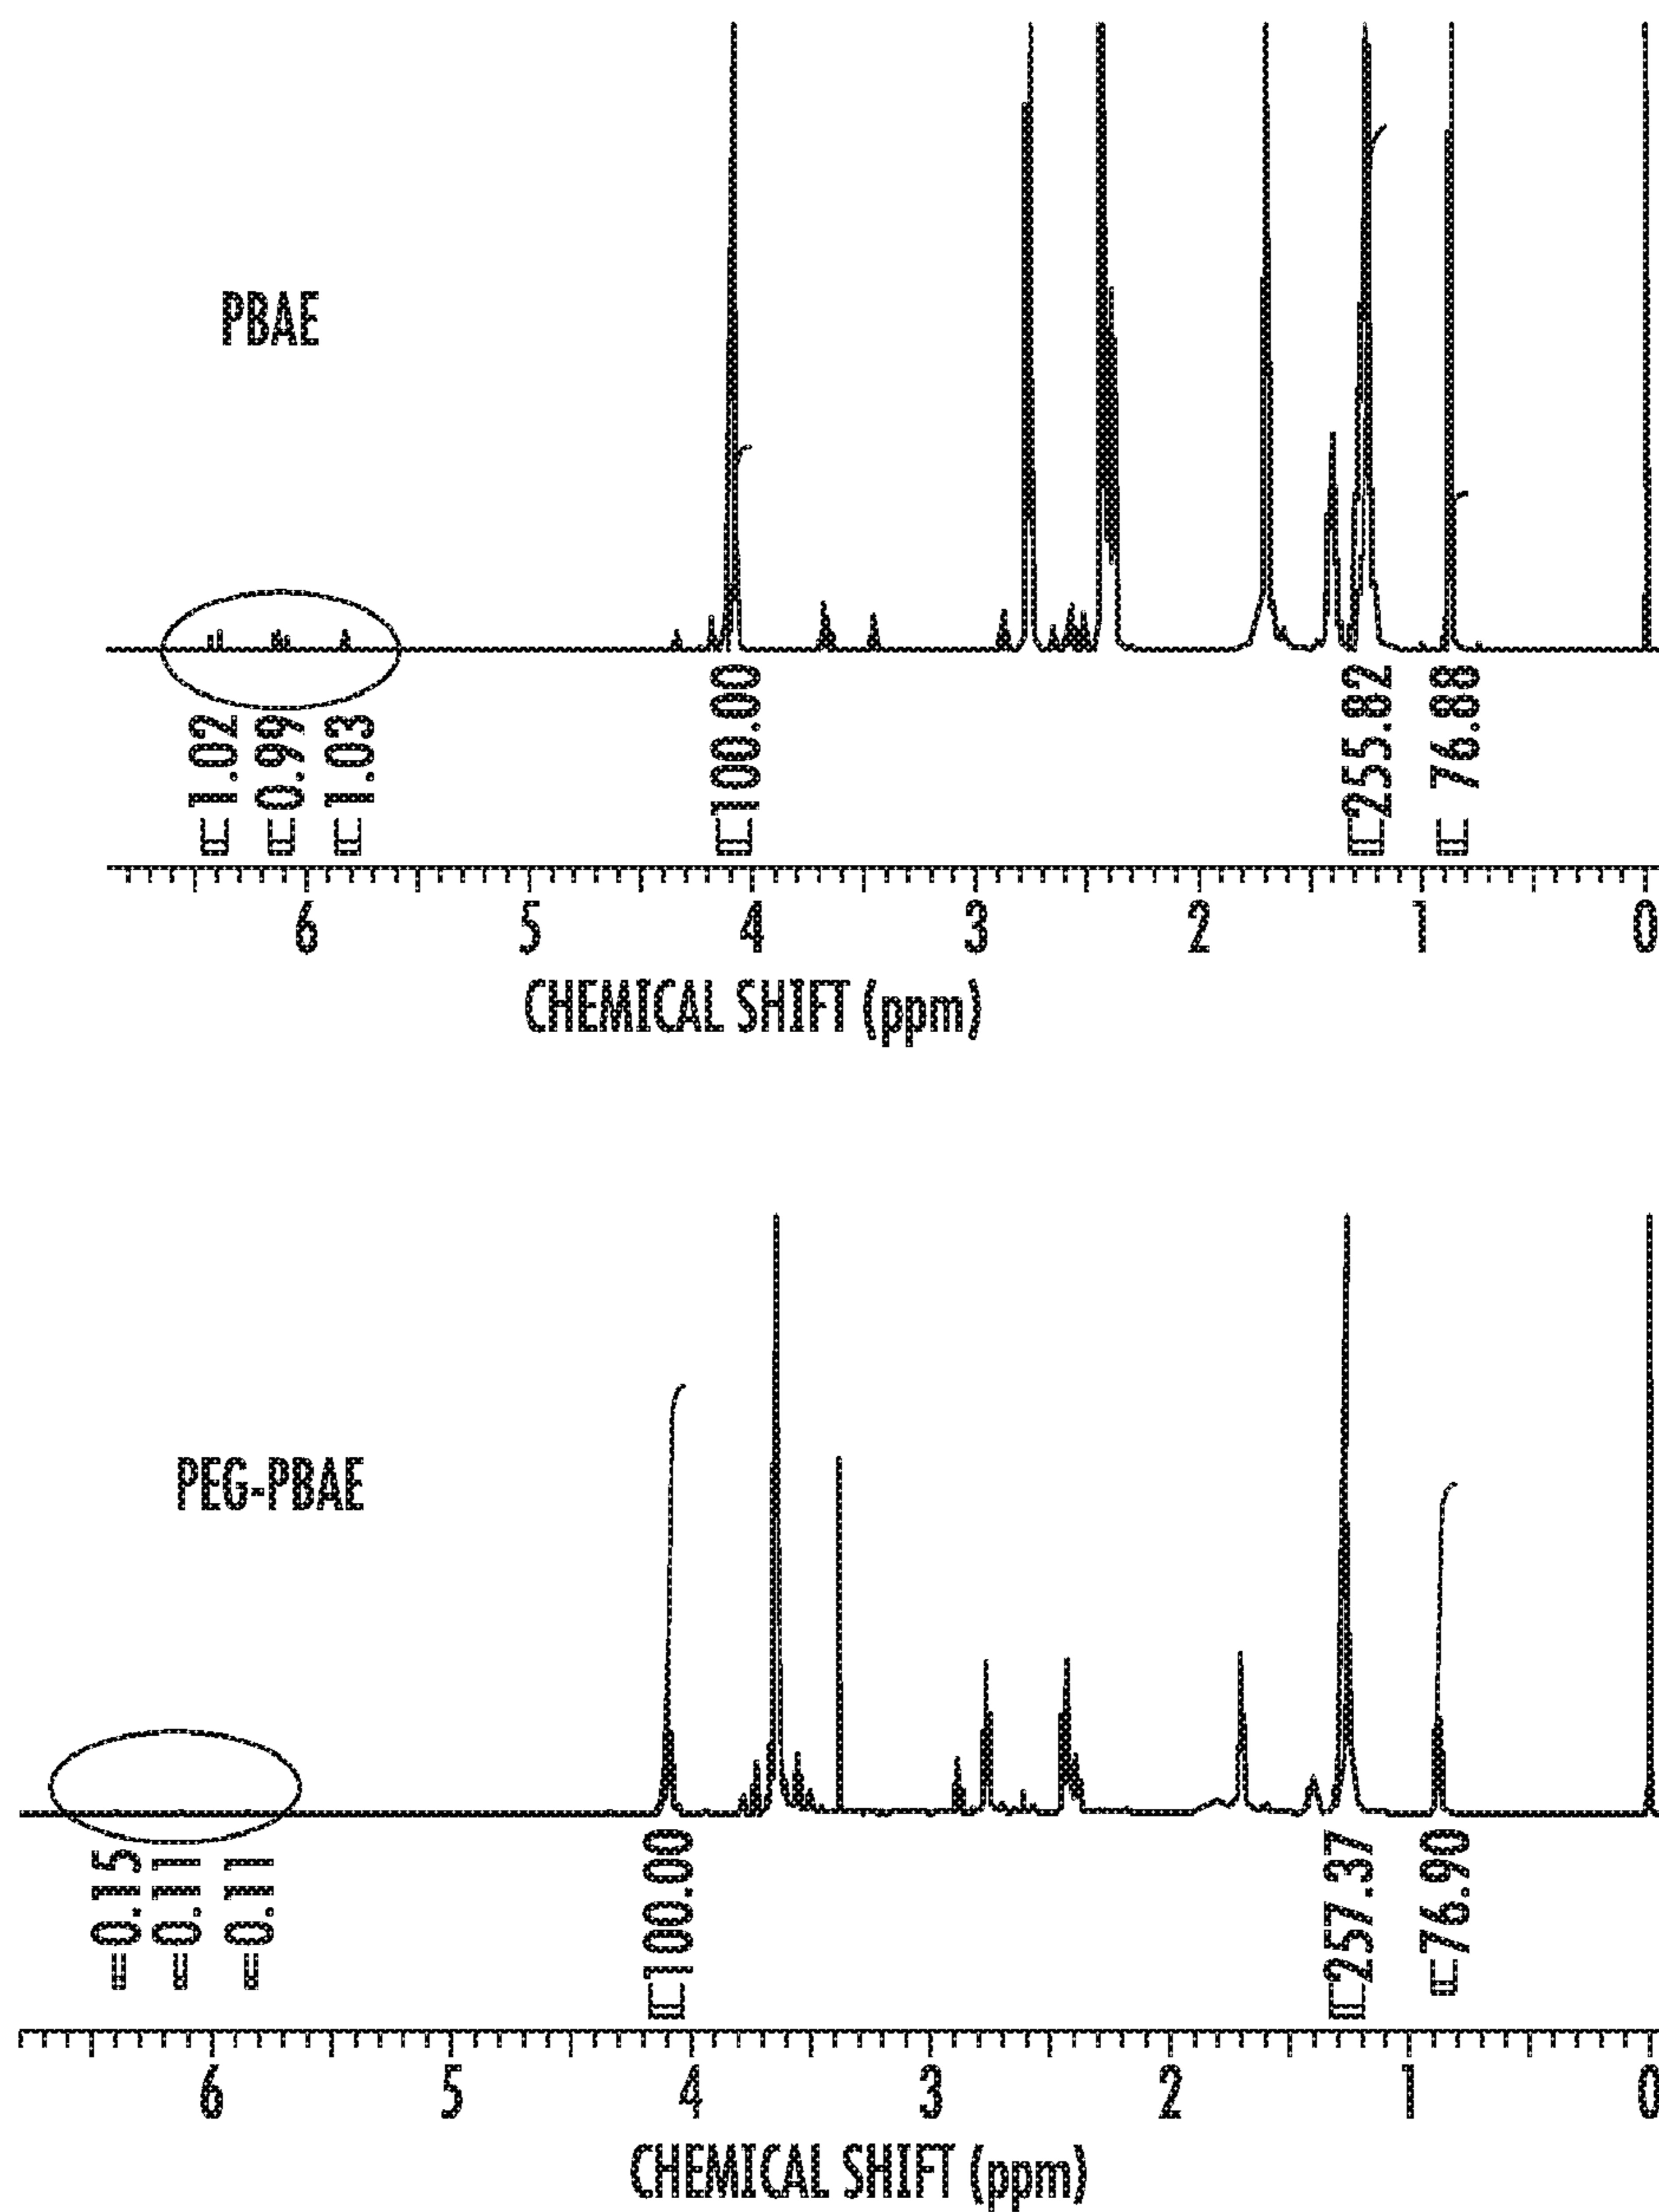 PBAE
1.02
0.99
1.03
100.00
255.82
76.88
6 5 4 3 2 1 0
CHEMICAL SHIFT (ppm)
PEG-PBAE
0.15
0.11
0.11
100.00
257.37
76.90
6 5 4 3 2 1 0
CHEMICAL SHIFT (ppm)